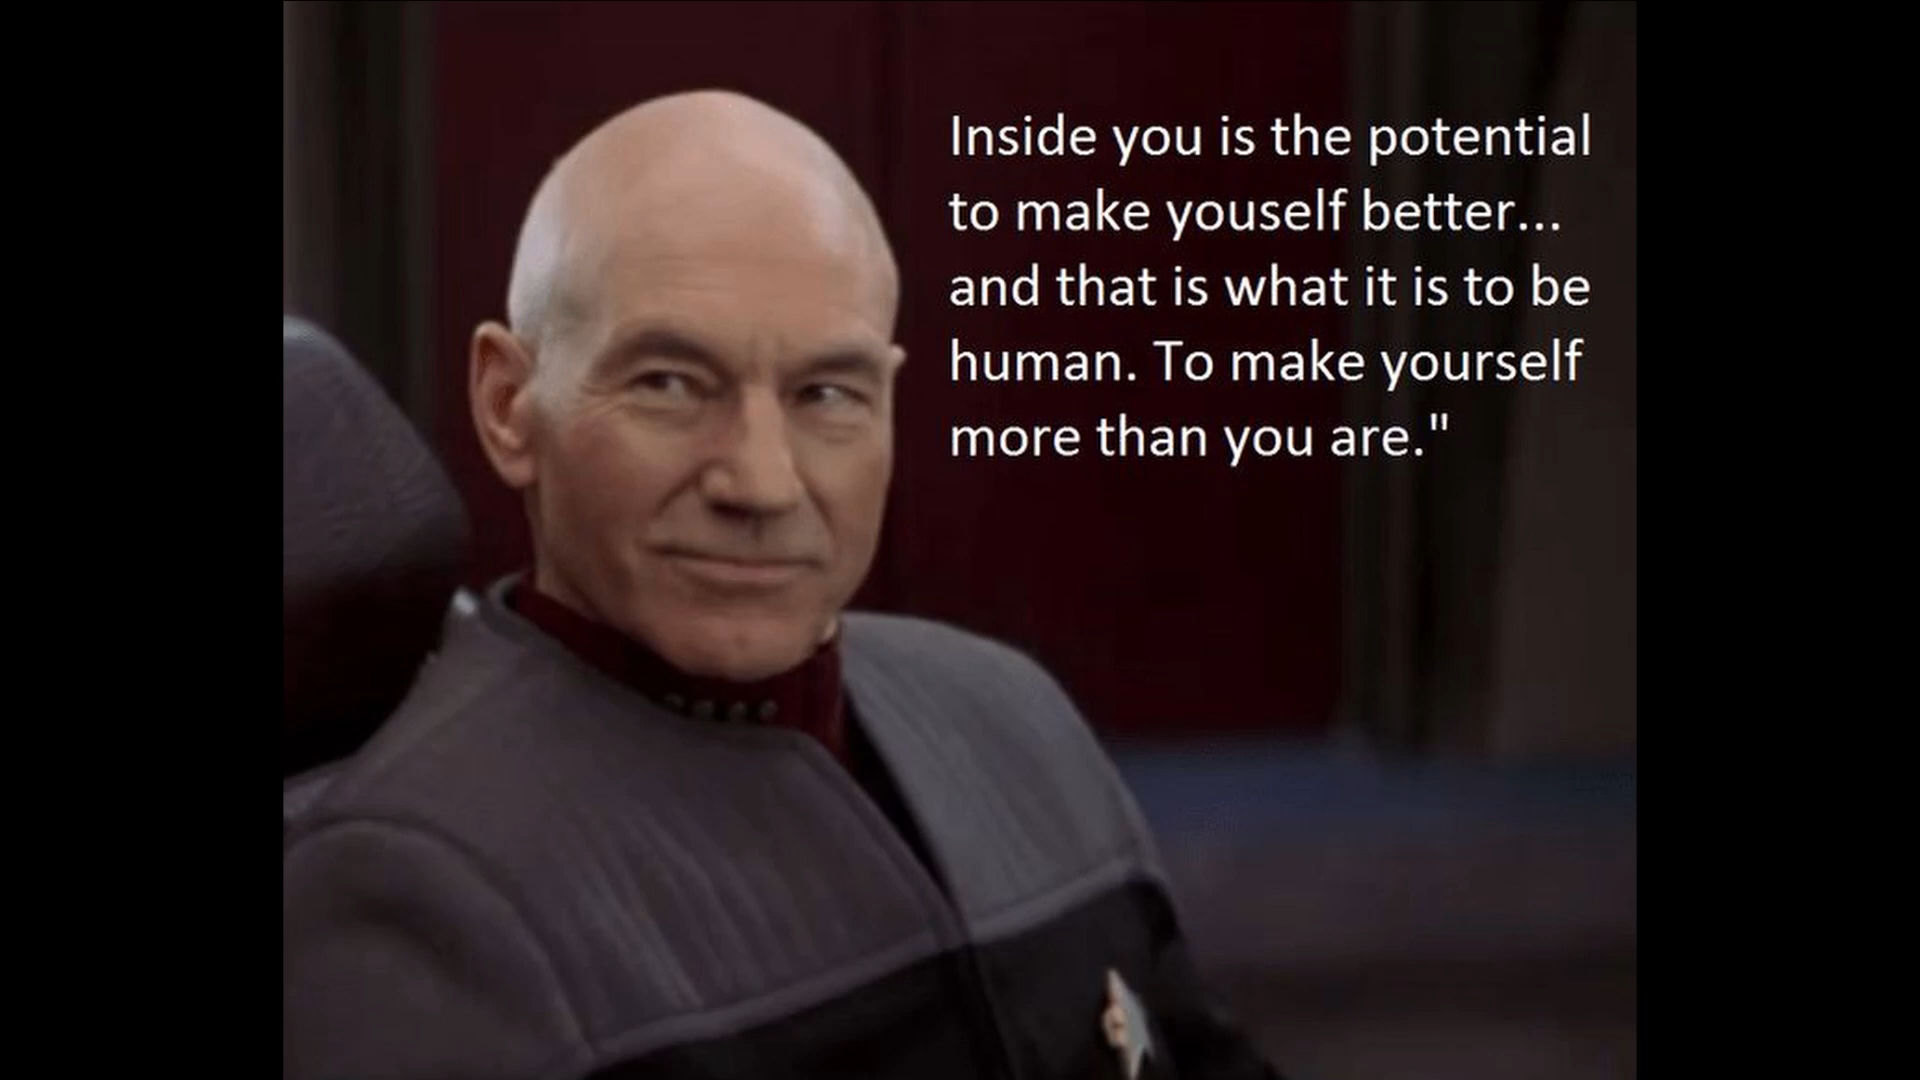 Inside you is the potential
to make youself better...
and that is what it is to be
human. To make yourself
more than you are."